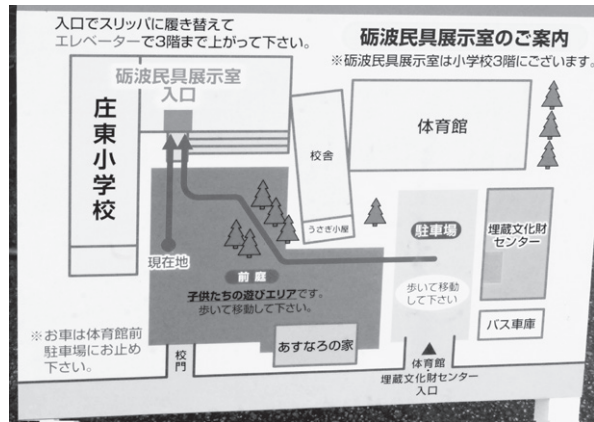 入口でスリッパに履き替えて
エレベーターで3階まで上がって下さい。
砺波民具展示室のご案内
※砺波民具展示室は小学校3階にございます。
砺波民具展示室
入口
庄東小学校
体育館
校舎
うさぎ小屋
駐車場
埋蔵文化財
センター
現在地
前庭
子供たちの遊びエリアです。
歩いて移動して下さい。
歩いて移動
して下さい
バス車庫
※お車は体育館前
駐車場にお止め
下さい。
校門
あすなろの家
体育館
・
埋蔵文化財センター
入口